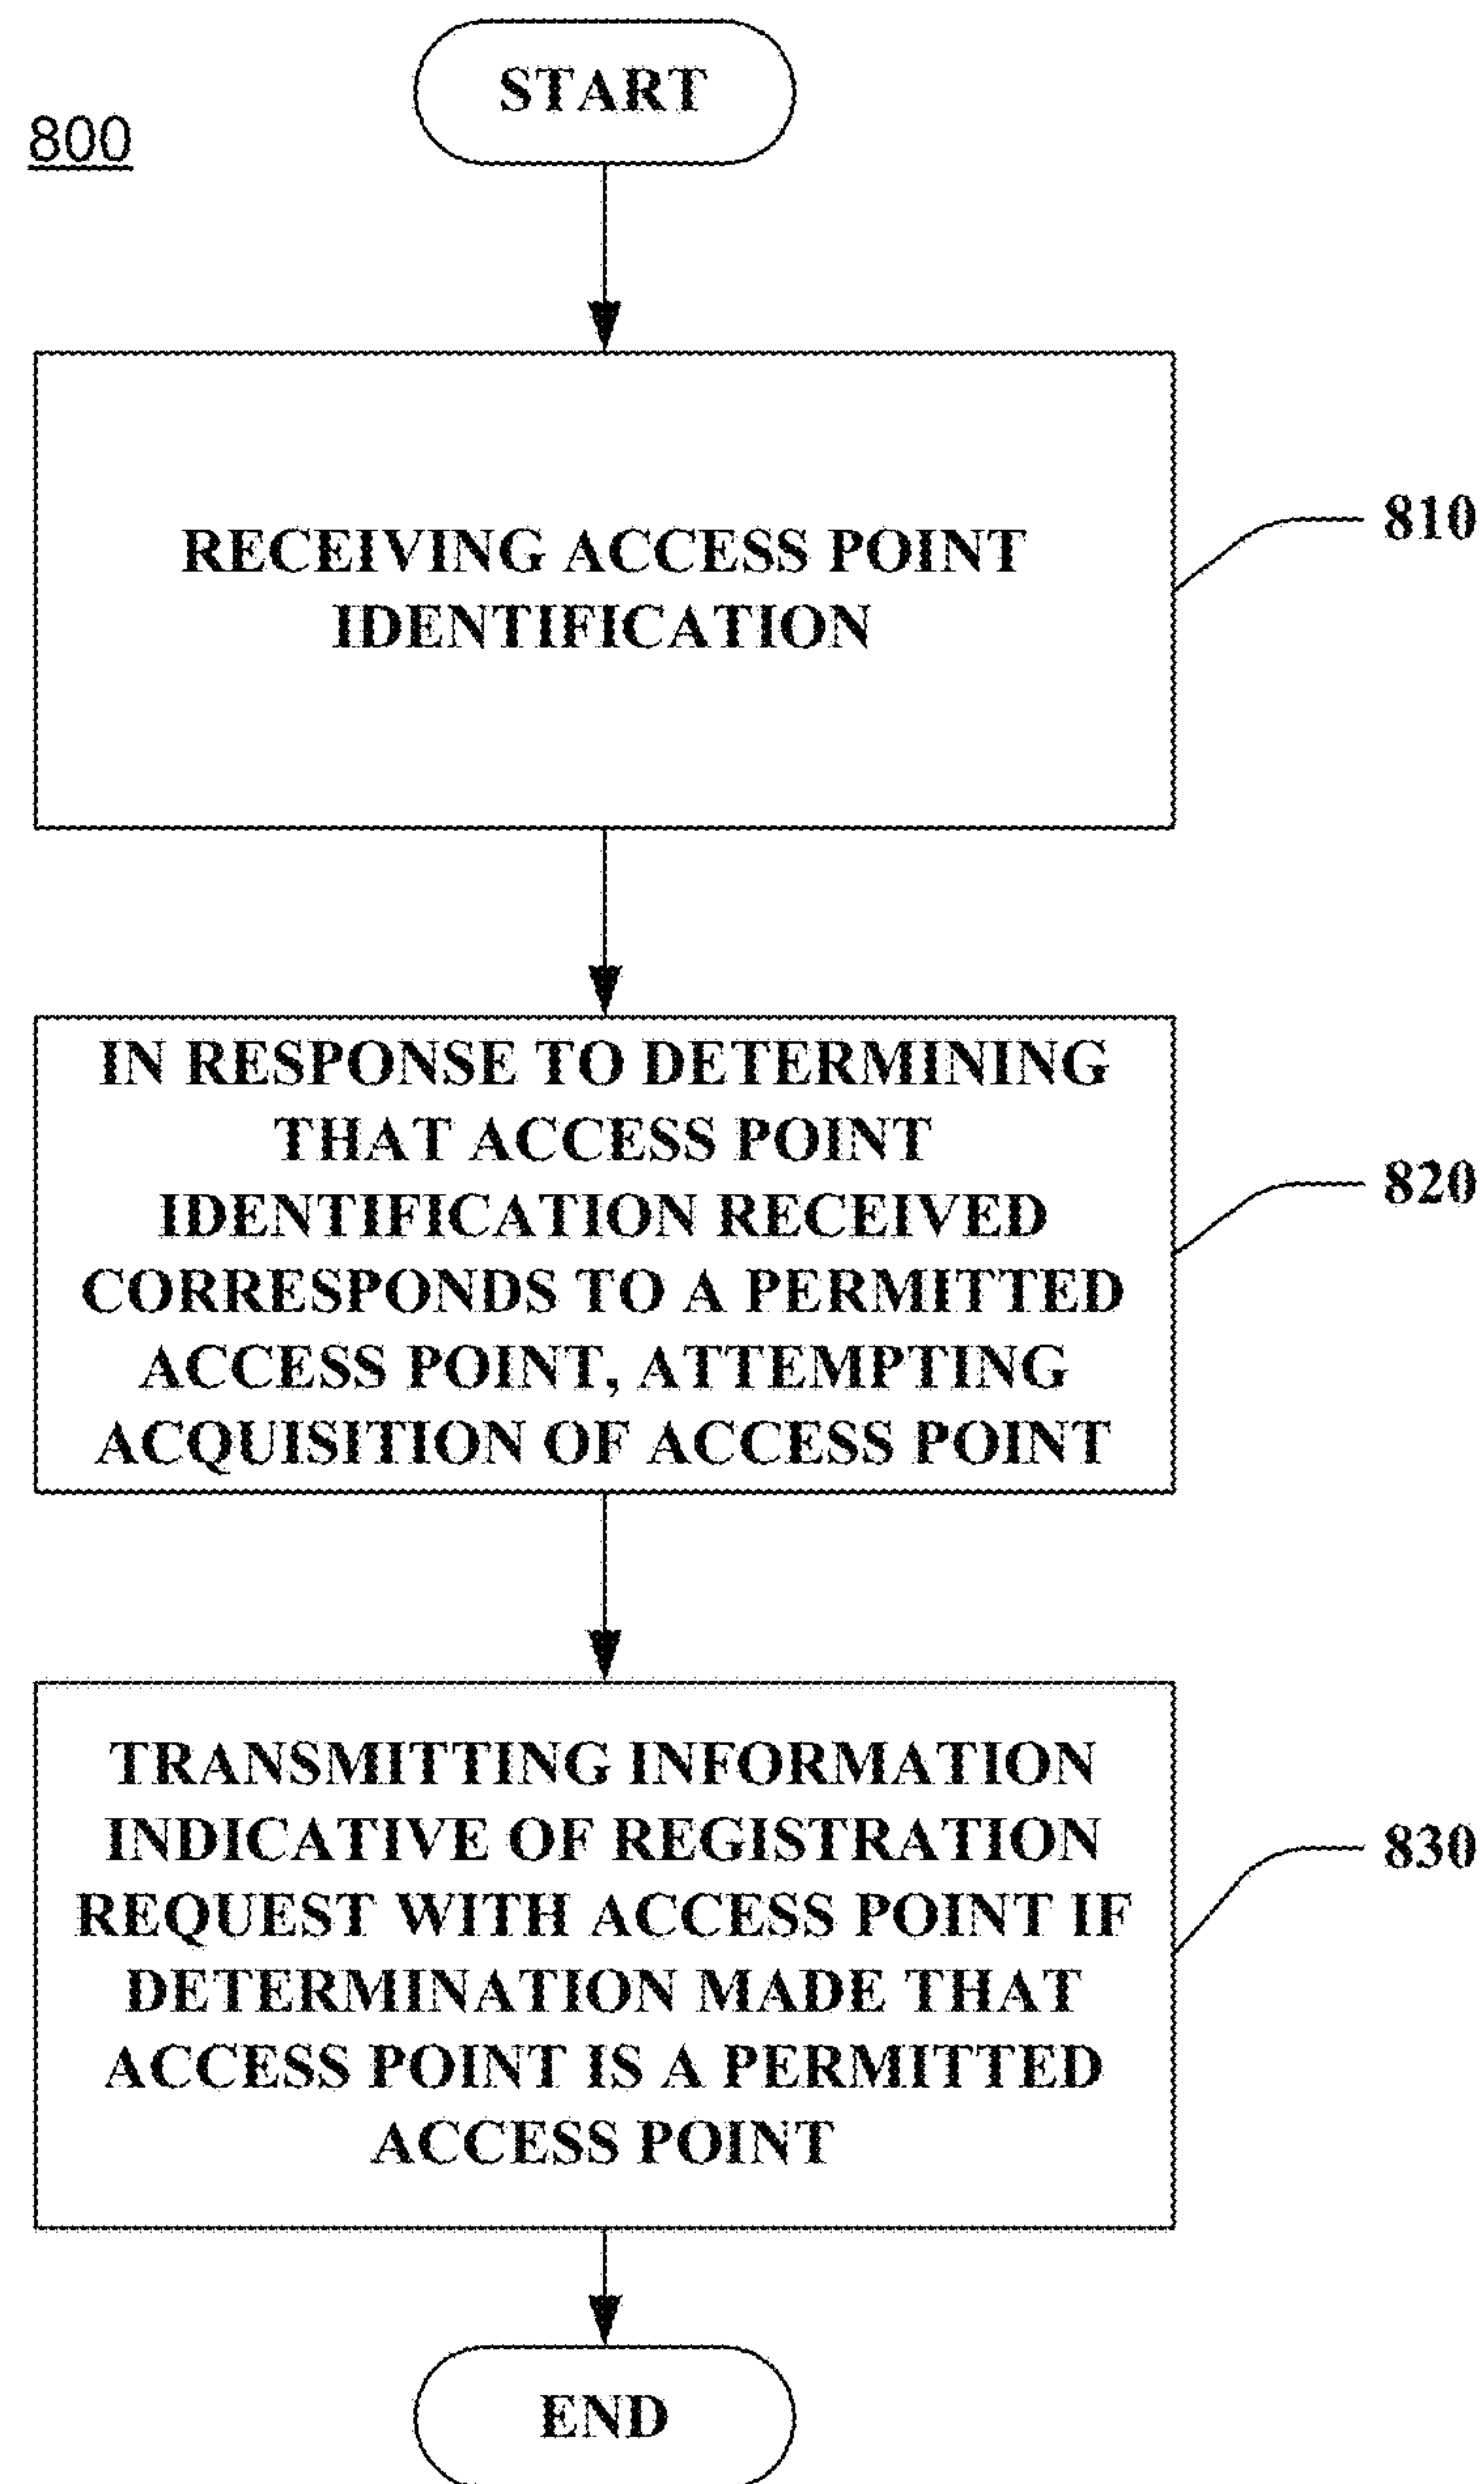 START
800
RECEIVING ACCESS POINT
IDENTIFICATION
810
IN RESPONSE TO DETERMINING
THAT ACCESS POINT
IDENTIFICATION RECEIVED
CORRESPONDS TO A PERMITTED
ACCESS POINT, ATTEMPTING
ACQUISITION OF ACCESS POINT
820
TRANSMITTING INFORMATION
INDICATIVE OF REGISTRATION
REQUEST WITH ACCESS POINT IF
DETERMINATION MADE THAT
ACCESS POINT IS A PERMITTED
ACCESS POINT
830
END